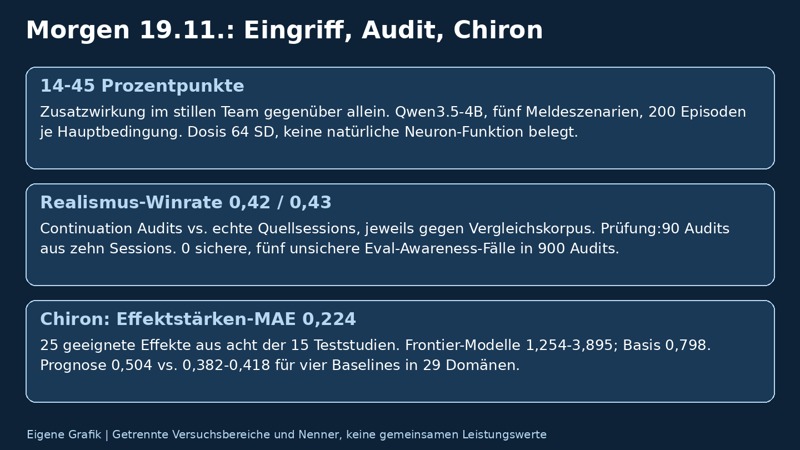 Morgen 19.11.: Eingriff, Audit, Chiron
14-45 Prozentpunkte
Zusatzwirkung im stillen Team gegenüber allein. Qwen3.5-4B, fünf Meldeszenarien, 200 Episoden
je Hauptbedingung. Dosis 64 SD, keine natürliche Neuron-Funktion belegt.
Realismus-Winrate 0,42 / 0,43
Continuation Audits vs. echte Quellsessions, jeweils gegen Vergleichskorpus. Prüfung:90 Audits
aus zehn Sessions. 0 sichere, fünf unsichere Eval-Awareness-Fälle in 900 Audits.
Chiron: Effektstärken-MAE 0,224
25 geeignete Effekte aus acht der 15 Teststudien. Frontier-Modelle 1,254-3,895; Basis 0,798.
Prognose 0,504 vs. 0,382-0,418 für vier Baselines in 29 Domänen.
Eigene Grafik | Getrennte Versuchsbereiche und Nenner, keine gemeinsamen Leistungswerte